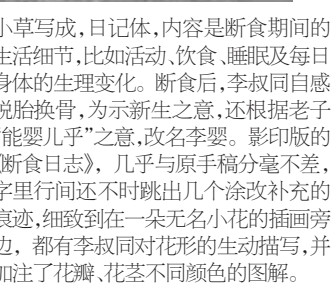 小草写成,日记体,内容是断食期间的
生活细节,比如活动、饮食、睡眠及每日
身体的生理变化。断食后,李叔同自感
脱胎换骨,为示新生之意,还根据老子
“能婴儿乎”之意,改名李婴。影印版的
《断食日志》，几乎与原手稿分毫不差,
字里行间还不时跳出几个涂改补充的
痕迹,细致到在一朵无名小花的插画旁
边，都有李叔同对花形的生动描写,并
加注了花瓣、花茎不同颜色的图解。